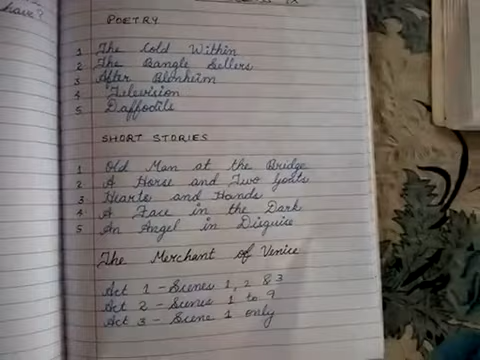 have?
IX
POETRY
1 The Cold Within
2 The Bangle Sellers
3 After Blenheim
4 Television
5 Daffodils
SHORT STORIES
1 Old Man at the Bridge
2 A Horse and Two Goats
3 Hearts and Hands
4. A Face in the Dark
5 An Angel in Disguise
The Merchant of Venice
Act 1 - Scenes 1, 2 & 3
Act 2 - Scenes 1 to 9
Act 3 - Scene 1 only